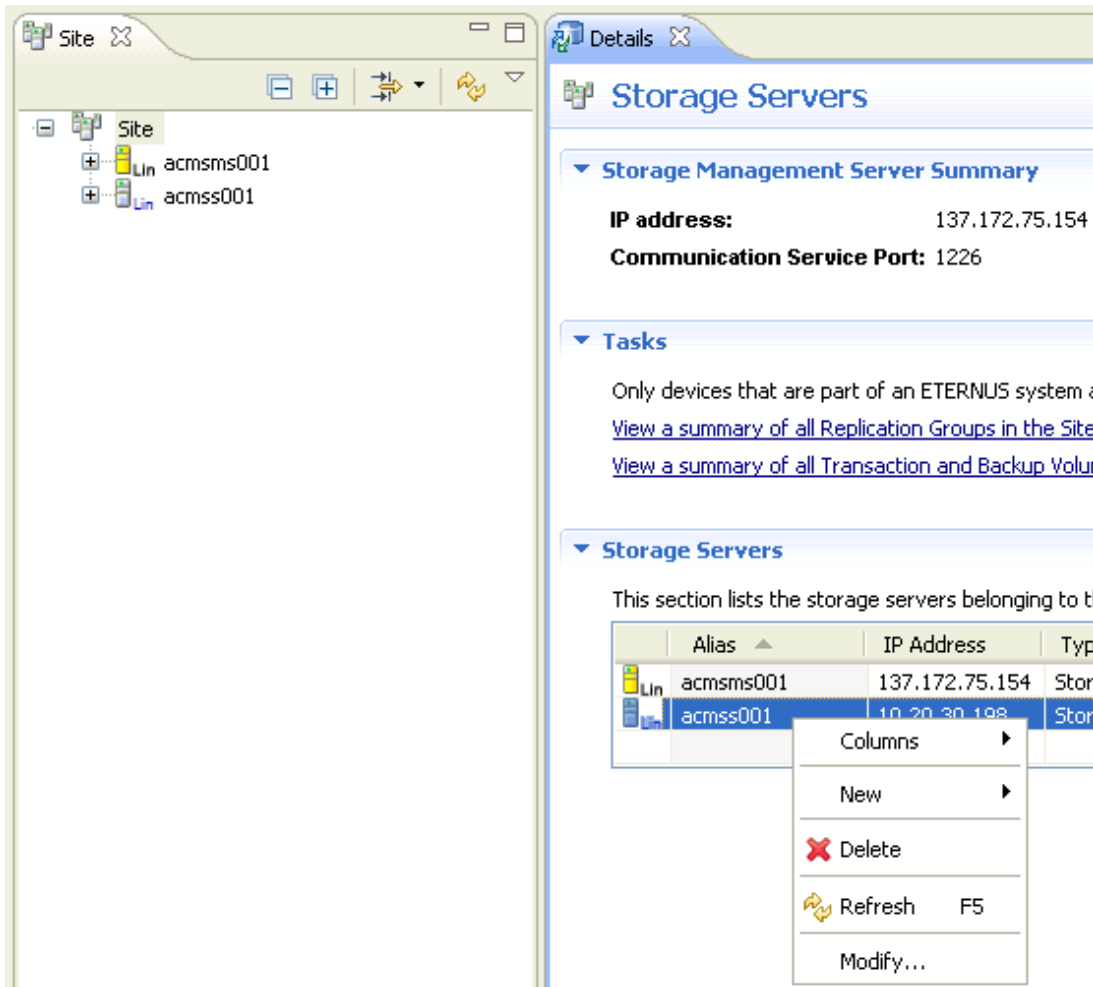 Site
Site
Lin acmsms001
Lin acmss001
Details
Storage Servers
Storage Management Server Summary
IP address: 137.172.75.154
Communication Service Port: 1226
Tasks
Only devices that are part of an ETERNUS system
View a summary of all Replication Groups in the Site
View a summary of all Transaction and Backup
Storage Servers
This section lists the storage servers belonging to
Alias IP Address
Lin acmsms001 137.172.75.154
Lin acmss001 10.20.30.198
Columns
New
Delete
Refresh F5
Modify...